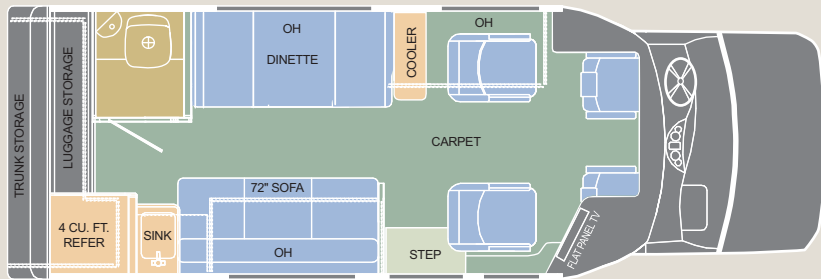 TRUNK STORAGE
LUGGAGE STORAGE
OH
DINETTE
COOLER
OH
CARPET
72" SOFA
OH
4 CU. FT.
REFER
SINK
STEP
FLAT PANEL TV